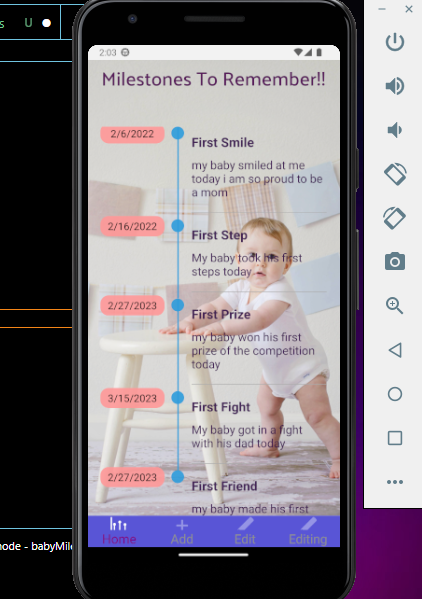 s U
2:03
Milestones To Remember!!
2/6/2022
First Smile
my baby smiled at me
today i am so proud to be
a mom
2/16/2022
First Step
My baby took his first
steps today
2/27/2023
First Prize
my baby won his first
prize of the competition
today
3/15/2023
First Fight
My baby got in a fight
with his dad today
2/27/2023
First Friend
my baby made his first
Home Add Edit Editing
node - babyMile